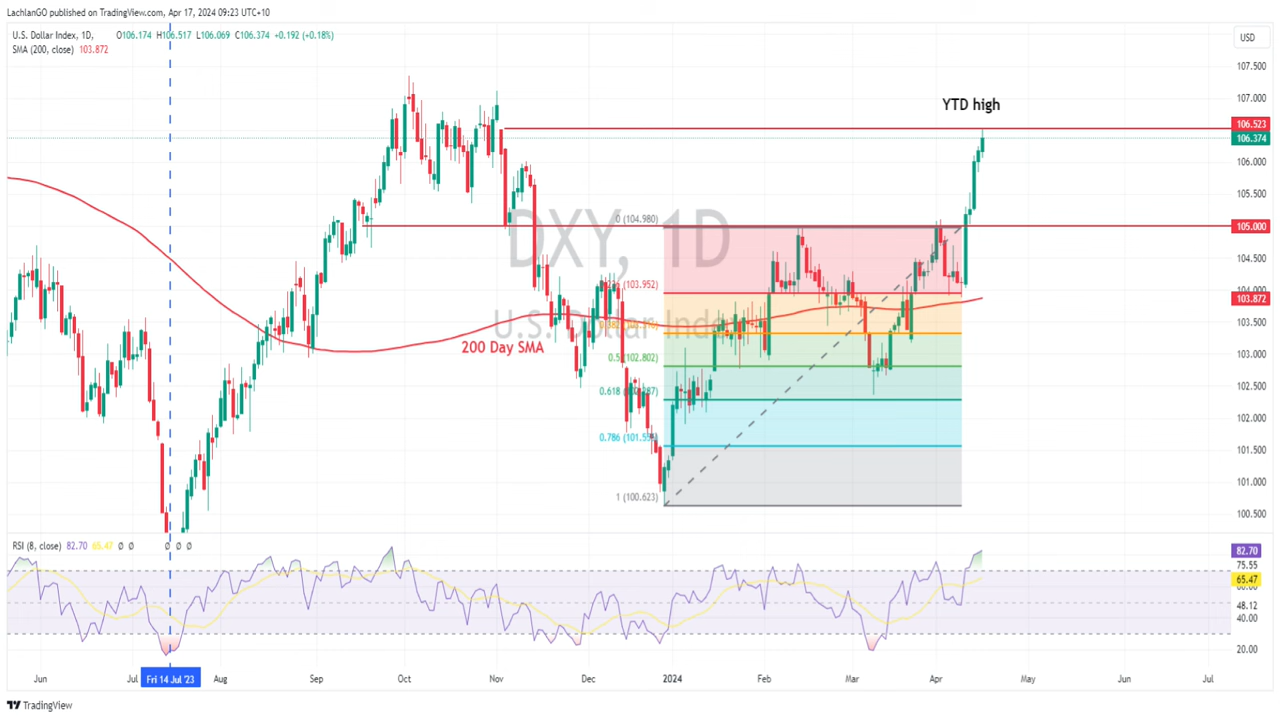 LachlanGO published on TradingView.com, Apr 17, 2024 09:23 UTC+10
U.S. Dollar Index, 1D, O106.174 H106.517 L106.069 C106.374 +0.192 (+0.18%)
SMA (200, close) 103.872
USD
107.500
107.000
YTD high
106.523
106.374
106.000
105.500
0 (104.980)
105.000
DXY, 1D
U.S. Dollar Index
104.500
(103.952)
104.000
103.872
103.500
200 Day SMA
103.000
0.5 (102.802)
102.500
0.618
102.000
0.786
101.500
101.000
1 (100.623)
100.500
RSI (8, close) 82.70 65.47 Ø Ø Ø Ø Ø
82.70
75.55
65.47
48.12
40.00
20.00
Jun Jul Fri 14 Jul '23 Aug Sep Oct Nov Dec 2024 Feb Mar Apr May Jun Jul
TradingView